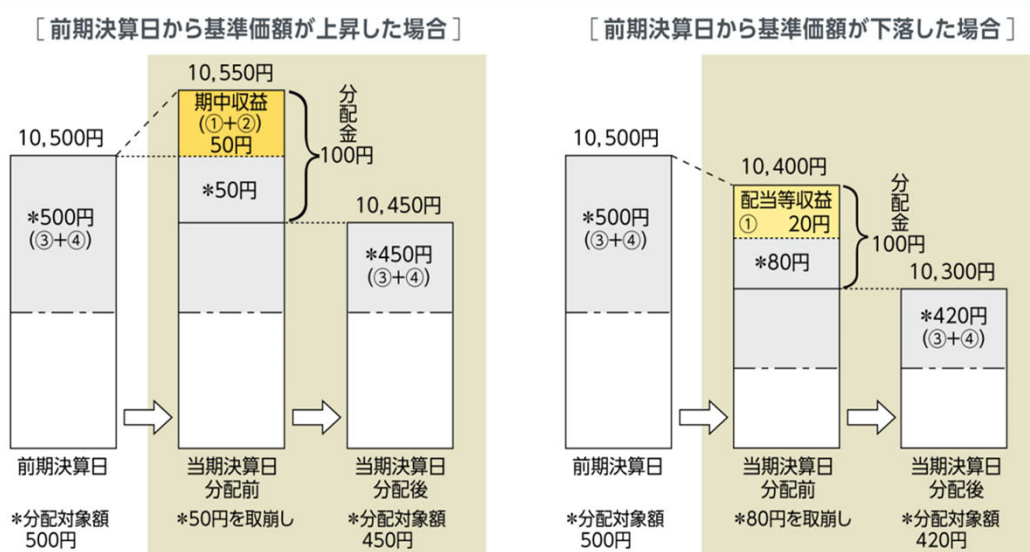 [前期決算日から基準価額が上昇した場合]
10,550円
期中収益
(①+②)
50円
分配金
100円
10,500円
*500円
(③+④)
*50円
10,450円
*450円
(③+④)
前期決算日
当期決算日
分配前
当期決算日
分配後
*分配対象額
500円
*50円を取崩し
*分配対象額
450円
[前期決算日から基準価額が下落した場合]
10,500円
*500円
(③+④)
10,400円
配当等収益
① 20円
*80円
分配金
100円
10,300円
*420円
(③+④)
前期決算日
当期決算日
分配前
当期決算日
分配後
*分配対象額
500円
*80円を取崩し
*分配対象額
420円